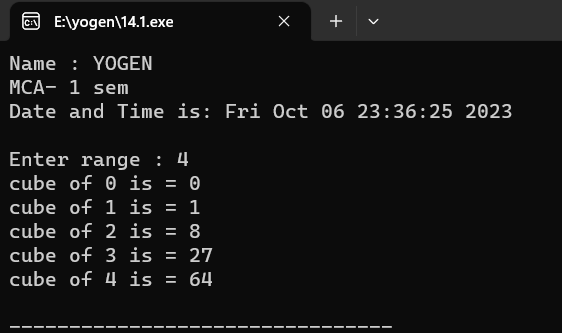 E:\yogen\14.1.exe
Name : YOGEN
MCA- 1 sem
Date and Time is: Fri Oct 06 23:36:25 2023
Enter range : 4
cube of 0 is = 0
cube of 1 is = 1
cube of 2 is = 8
cube of 3 is = 27
cube of 4 is = 64
--------------------------------